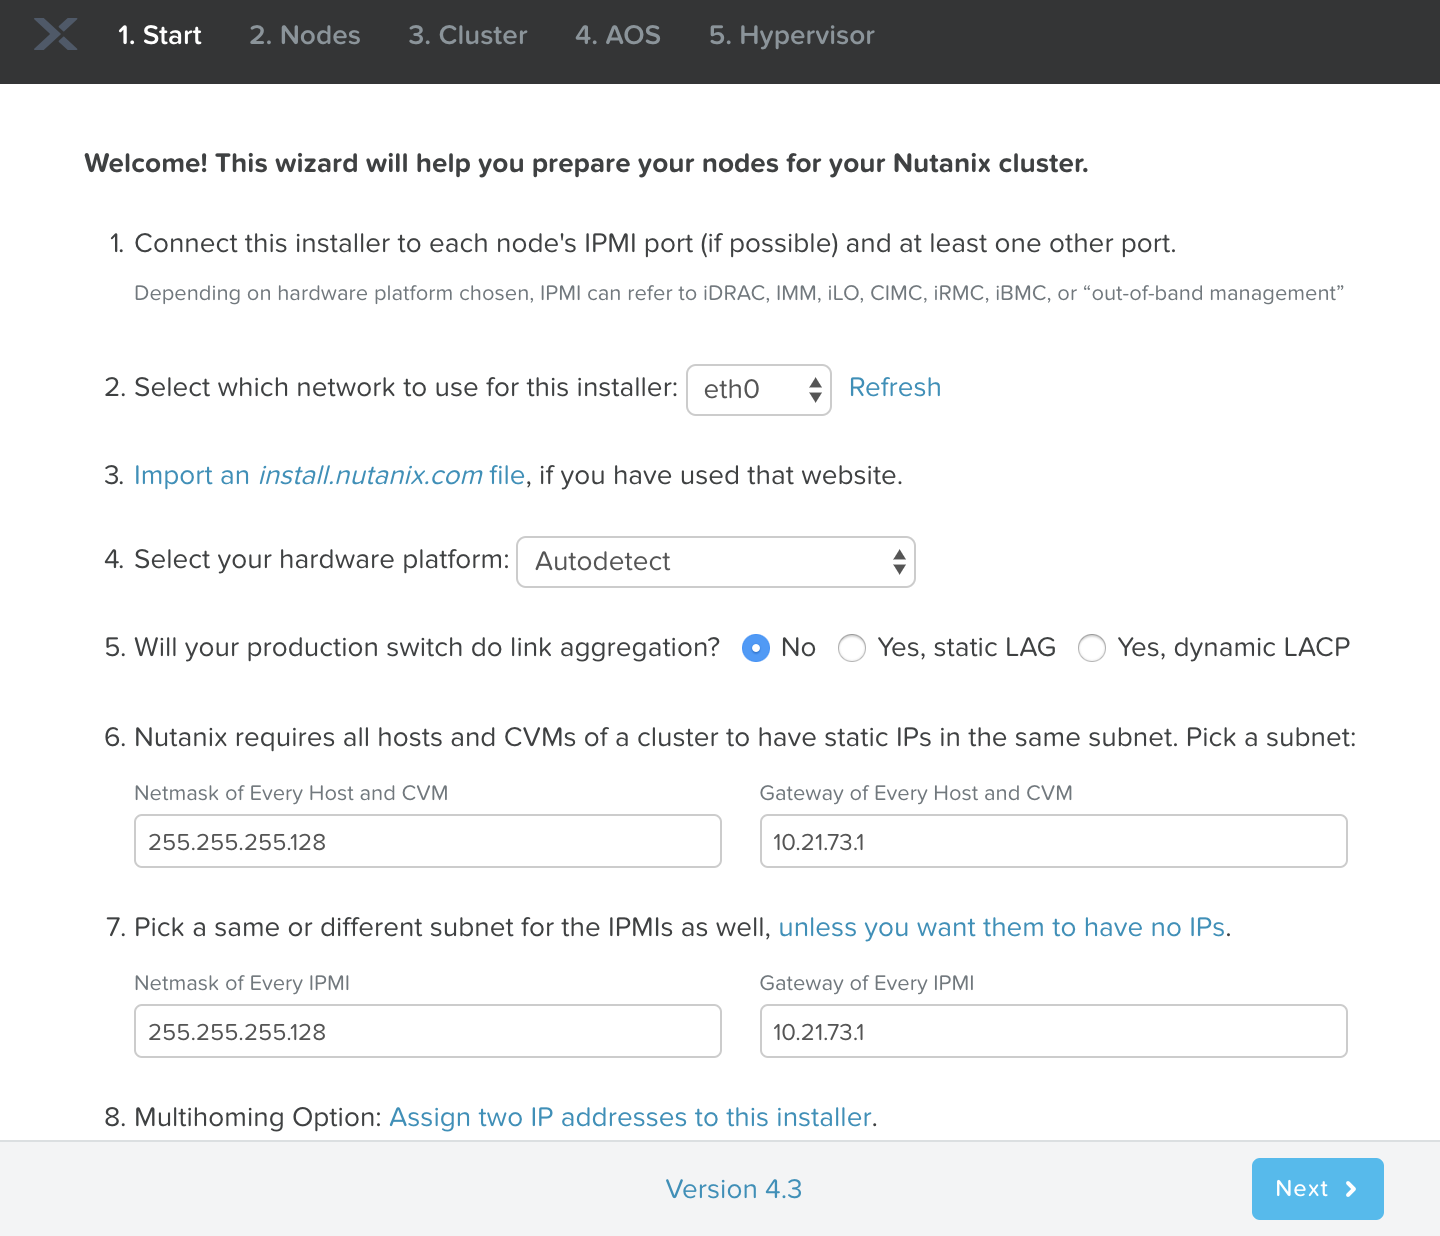 1. Start 2. Nodes 3. Cluster 4. AOS 5. Hypervisor
Welcome! This wizard will help you prepare your nodes for your Nutanix cluster.
1. Connect this installer to each node's IPMI port (if possible) and at least one other port.
Depending on hardware platform chosen, IPMI can refer to iDRAC, IMM, iLO, CIMC, iRMC, iBMC, or “out-of-band management”
2. Select which network to use for this installer: eth0 Refresh
3. Import an install.nutanix.com file, if you have used that website.
4. Select your hardware platform: Autodetect
5. Will your production switch do link aggregation? No Yes, static LAG Yes, dynamic LACP
6. Nutanix requires all hosts and CVMs of a cluster to have static IPs in the same subnet. Pick a subnet:
Netmask of Every Host and CVM Gateway of Every Host and CVM
255.255.255.128 10.21.73.1
7. Pick a same or different subnet for the IPMIs as well, unless you want them to have no IPs.
Netmask of Every IPMI Gateway of Every IPMI
255.255.255.128 10.21.73.1
8. Multihoming Option: Assign two IP addresses to this installer.
Version 4.3 Next